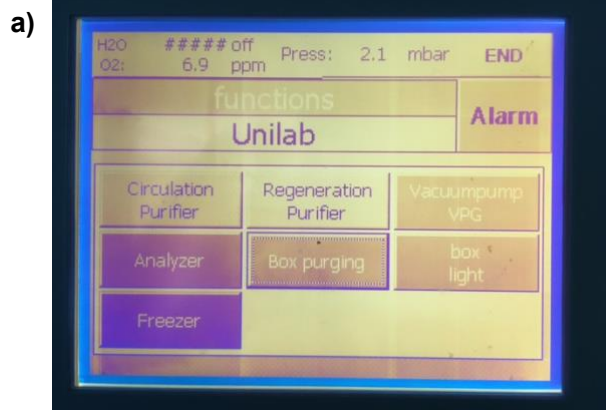 a)
H2O ##### off Press: 2.1 mbar END
O2: 6.9 ppm
functions
Unilab
Alarm
Circulation Purifier
Regeneration Purifier
Vacuumpump VPG
Analyzer
Box purging
box light
Freezer